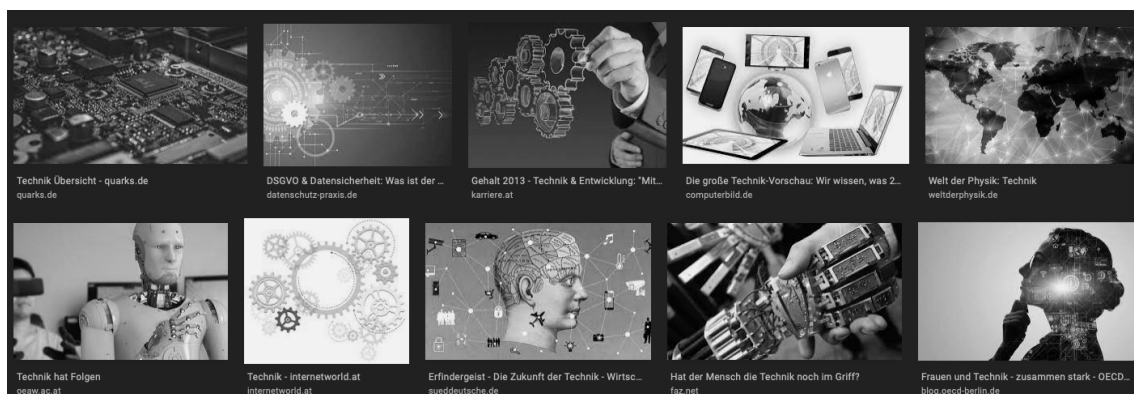 Technik Übersicht - quarks.de
quarks.de
DSGVO & Datensicherheit: Was ist der ...
datenschutz-praxis.de
Gehalt 2013 - Technik & Entwicklung: "Mit...
karriere.at
Die große Technik-Vorschau: Wir wissen, was 2...
computerbild.de
Welt der Physik: Technik
weltderphysik.de
Technik hat Folgen
oeaw.ac.at
Technik - internetworld.at
internetworld.at
Erfindergeist - Die Zukunft der Technik - Wirtsc...
sueddeutsche.de
Hat der Mensch die Technik noch im Griff?
faz.net
Frauen und Technik - zusammen stark - OECD...
blog.oecd-berlin.de